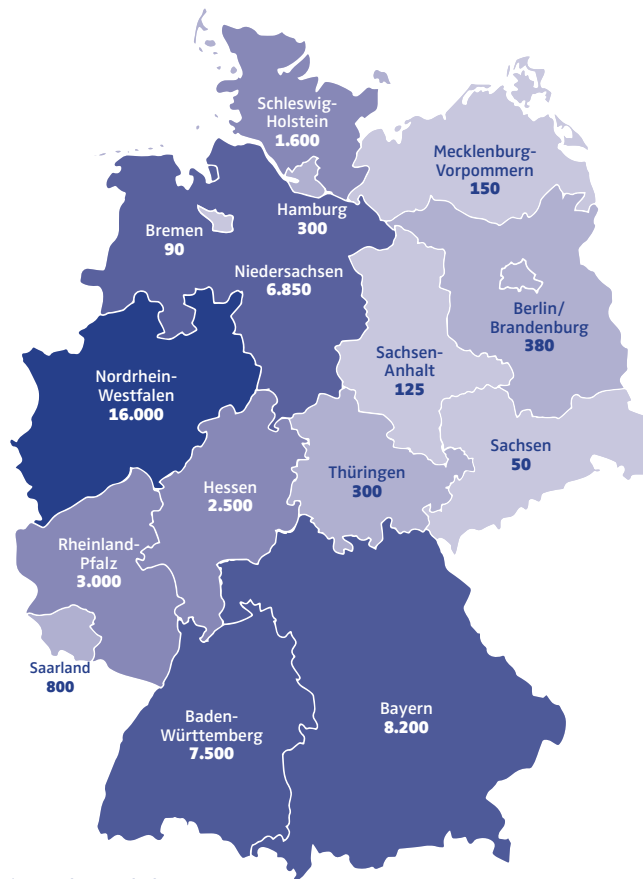 Schleswig-
Holstein
1.600
Mecklenburg-
Vorpommern
150
Hamburg
300
Bremen
90
Niedersachsen
6.850
Berlin/
Brandenburg
380
Sachsen-
Anhalt
125
Nordrhein-
Westfalen
16.000
Sachsen
50
Thüringen
300
Hessen
2.500
Rheinland-
Pfalz
3.000
Saarland
800
Baden-
Württemberg
7.500
Bayern
8.200